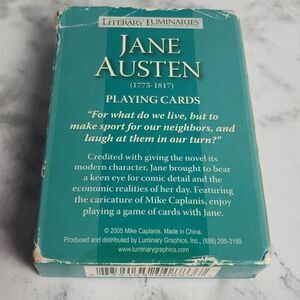 LITERARY LUMINARIES®
JANE
AUSTEN
(1775-1817)
PLAYING CARDS
"For what do we live, but to
make sport for our neighbors, and
laugh at them in our turn?"
Credited with giving the novel its
modern character, Jane brought to bear
a keen eye for comic detail and the
economic realities of her day. Featuring
the caricature of Mike Caplanis, enjoy
playing a game of cards with Jane.
© 2005 Mike Caplanis. Made in China.
Produced and distributed by Luminary Graphics, Inc., (888) 295-3159
www.luminarygraphics.com